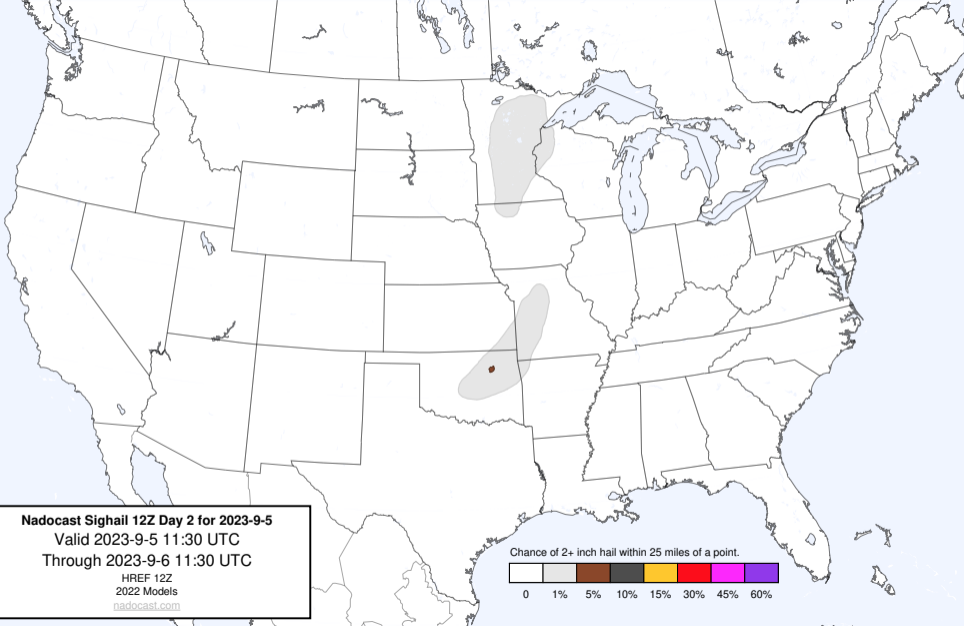 Nadocast Sighail 12Z Day 2 for 2023-9-5
Valid 2023-9-5 11:30 UTC
Through 2023-9-6 11:30 UTC
HREF 12Z
2022 Models
nadocast.com
Chance of 2+ inch hail within 25 miles of a point.
0 1% 5% 10% 15% 30% 45% 60%